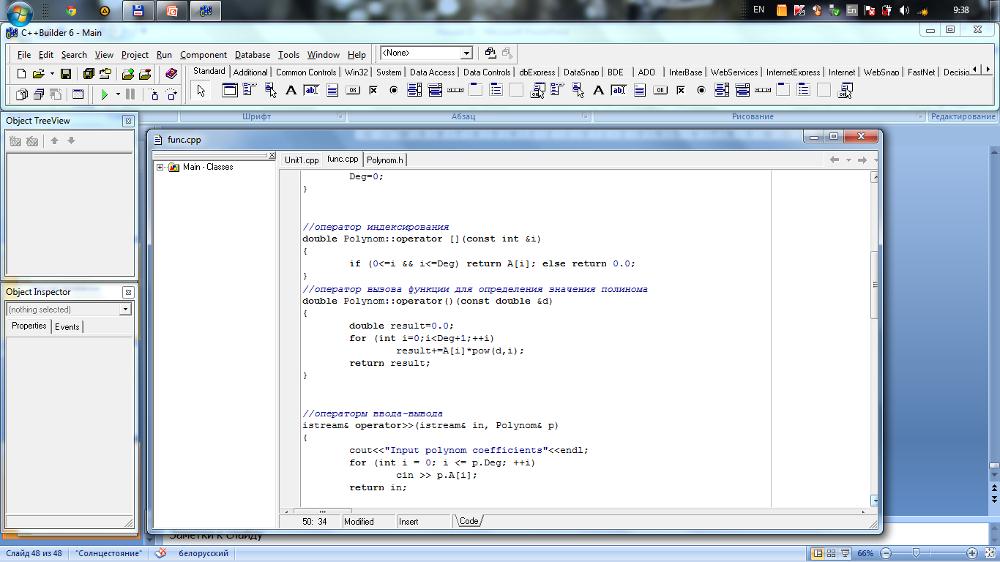 EN
En
9:38
C++Builder 6 - Main
File Edit Search View Project Run Component Database Tools Window Help
<None>
Standard Additional Common Controls Win32 System Data Access Data Controls dbExpress DataSnap BDE ADO InterBase WebServices InternetExpress Internet WebSnap FastNet Decisio
Шрифт Абзац Рисование Редактирование
Object TreeView
func.cpp
Main - Classes
Unit1.cpp func.cpp Polynom.h
Deg=0;
}
//оператор индексирования
double Polynom::operator [](const int &i)
{
if (0<=i && i<=Deg) return A[i]; else return 0.0;
}
//оператор вызова функции для определения значения полинома
double Polynom::operator()(const double &d)
{
double result=0.0;
for (int i=0;i<Deg+1;++i)
result+=A[i]*pow(d,i);
return result;
}
//операторы ввода-вывода
istream& operator>>(istream& in, Polynom& p)
{
cout<<"Input polynom coefficients"<<endl;
for (int i = 0; i <= p.Deg; ++i)
cin >> p.A[i];
return in;
Object Inspector
(nothing selected)
Properties Events
50: 34 Modified Insert Code
Заметки к слайду
Слайд 48 из 48 "Солнцестояние" белорусский 66%